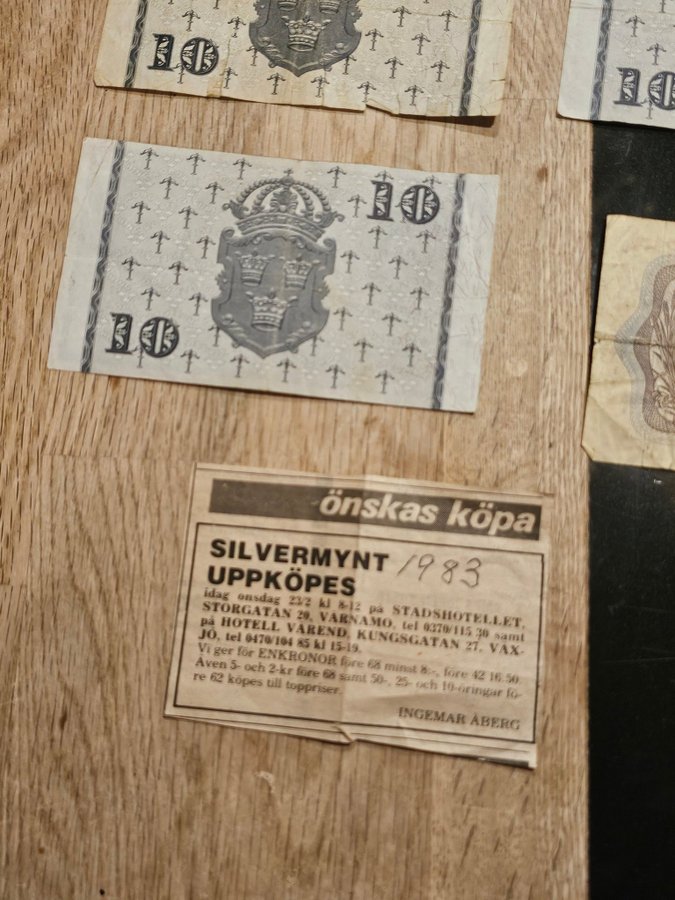 10
10
10
10
önskas köpa
SILVERMYNT 1983
UPPKÖPES
idag onsdag 23/2 kl 8-12 på STADSHOTELLET,
STORGATAN 20, VÄRNAMO, tel 0370/115 30 samt
på HOTELL VÄREND, KUNGSGATAN 27, VÄX-
JÖ, tel 0470/104 85 kl 15-19.
Vi ger för ENKRONOR före 68 minst 8:-, före 42 16.50.
Även 5- och 2-kr före 68 samt 50-, 25- och 10-öringar fö-
re 62 köpes till toppriser.
INGEMAR ÅBERG